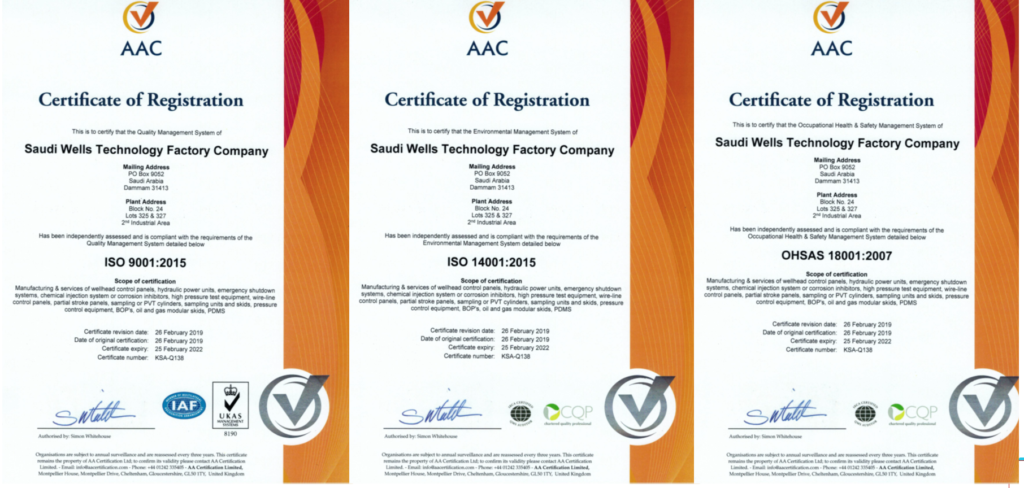 AAC
Certificate of Registration
This is to certify that the Quality Management System of
Saudi Wells Technology Factory Company
Mailing Address
PO Box 9052
Saudi Arabia
Dammam 31413
Plant Address
Block No. 24
Lots 325 & 327
2nd Industrial Area
Has been independently assessed and is compliant with the requirements of the
Quality Management System detailed below
ISO 9001:2015
Scope of certification
Manufacturing & services of wellhead control panels, hydraulic power units, emergency shutdown
systems, chemical injection system or corrosion inhibitors, high pressure test equipment, wire-line
control panels, partial stroke panels, sampling or PVT cylinders, sampling units and skids, pressure
control equipment, BOP's, oil and gas modular skids, PDMS
Certificate revision date: 26 February 2019
Date of original certification: 26 February 2019
Certificate expiry: 25 February 2022
Certificate number: KSA-Q138
IAF
UKAS
MANAGEMENT
SYSTEMS
8190
Authorised by: Simon Whitehouse
Organisations are subject to annual surveillance and are reassessed every three years. This certificate
remains the property of AA Certification Ltd. to confirm its validity please contact AA Certification
Limited. - Email: info@aacertification.com - Phone: +44 01242 335405 - AA Certification Limited,
Montpellier House, Montpellier Drive, Cheltenham, Gloucestershire, GL50 1TY, United Kingdom
AAC
Certificate of Registration
This is to certify that the Environmental Management System of
Saudi Wells Technology Factory Company
Mailing Address
PO Box 9052
Saudi Arabia
Dammam 31413
Plant Address
Block No. 24
Lots 325 & 327
2nd Industrial Area
Has been independently assessed and is compliant with the requirements of the
Environmental Management System detailed below
ISO 14001:2015
Scope of certification
Manufacturing & services of wellhead control panels, hydraulic power units, emergency shutdown
systems, chemical injection system or corrosion inhibitors, high pressure test equipment, wire-line
control panels, partial stroke panels, sampling or PVT cylinders, sampling units and skids, pressure
control equipment, BOP's, oil and gas modular skids, PDMS
Certificate revision date: 26 February 2019
Date of original certification: 26 February 2019
Certificate expiry: 25 February 2022
Certificate number: KSA-Q138
CQP
chartered quality professional
Authorised by: Simon Whitehouse
Organisations are subject to annual surveillance and are reassessed every three years. This certificate
remains the property of AA Certification Ltd. to confirm its validity please contact AA Certification
Limited. - Email: info@aacertification.com - Phone: +44 01242 335405 - AA Certification Limited,
Montpellier House, Montpellier Drive, Cheltenham, Gloucestershire, GL50 1TY, United Kingdom
AAC
Certificate of Registration
This is to certify that the Occupational Health & Safety Management System of
Saudi Wells Technology Factory Company
Mailing Address
PO Box 9052
Saudi Arabia
Dammam 31413
Plant Address
Block No. 24
Lots 325 & 327
2nd Industrial Area
Has been independently assessed and is compliant with the requirements of the
Occupational Health & Safety Management System detailed below
OHSAS 18001:2007
Scope of certification
Manufacturing & services of wellhead control panels, hydraulic power units, emergency shutdown
systems, chemical injection system or corrosion inhibitors, high pressure test equipment, wire-line
control panels, partial stroke panels, sampling or PVT cylinders, sampling units and skids, pressure
control equipment, BOP's, oil and gas modular skids, PDMS
Certificate revision date: 26 February 2019
Date of original certification: 26 February 2019
Certificate expiry: 25 February 2022
Certificate number: KSA-Q138
CQP
chartered quality professional
Authorised by: Simon Whitehouse
Organisations are subject to annual surveillance and are reassessed every three years. This certificate
remains the property of AA Certification Ltd. to confirm its validity please contact AA Certification
Limited. - Email: info@aacertification.com - Phone: +44 01242 335405 - AA Certification Limited,
Montpellier House, Montpellier Drive, Cheltenham, Gloucestershire, GL50 1TY, United Kingdom